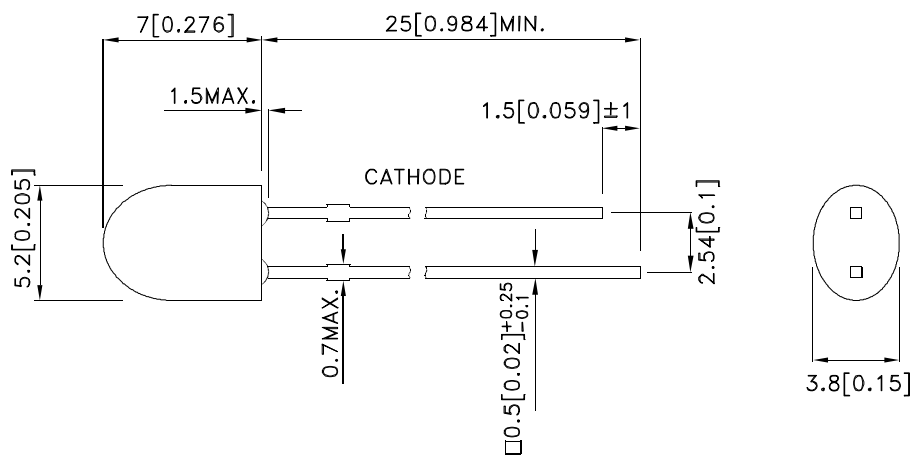 7[0.276]
25[0.984]MIN.
1.5MAX.
1.5[0.059]±1
CATHODE
5.2[0.205]
2.54[0.1]
0.7MAX.
□0.5[0.02]+0.25 -0.1
3.8[0.15]